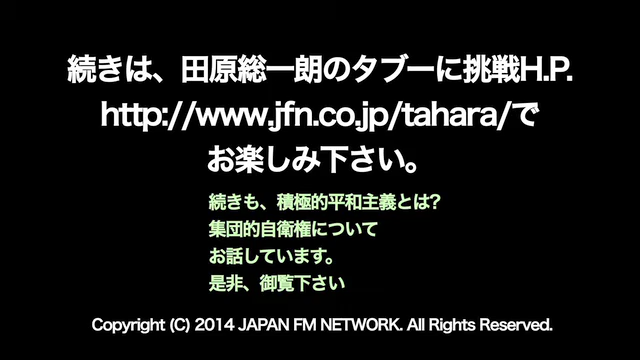 続きは、田原総一朗のタブーに挑戦H.P.
http://www.jfn.co.jp/tahara/で
お楽しみ下さい。
続きも、積極的平和主義とは?
集団的自衛権について
お話しています。
是非、御覧下さい
Copyright (C) 2014 JAPAN FM NETWORK. All Rights Reserved.